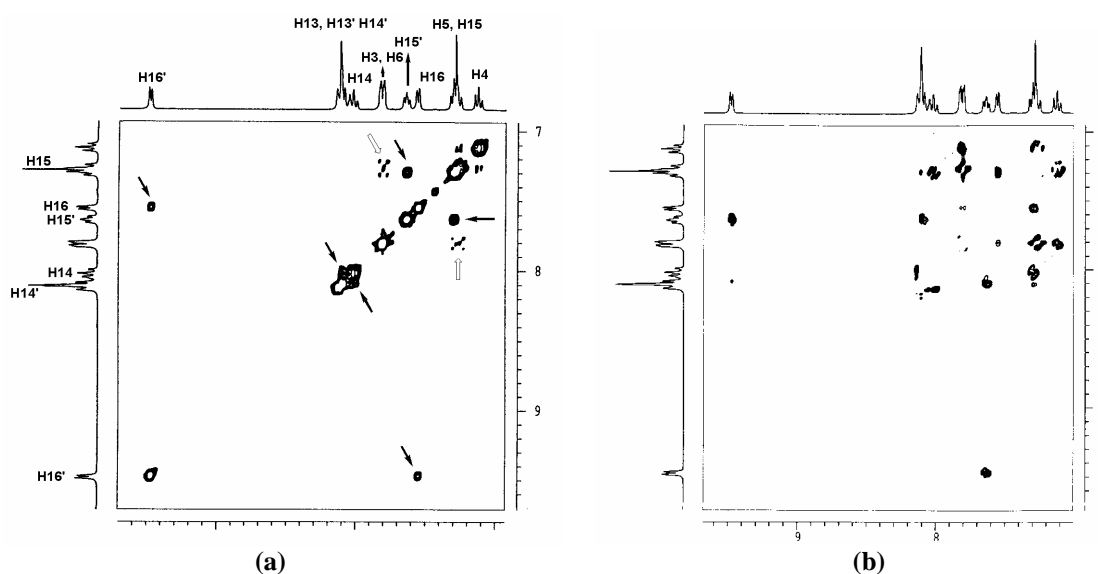 H13, H13' H14'
H5, H15
H15'
H3, H6
H16'
H14
H16
H4
7
H15
H16
H15'
8
H14
H14'
9
H16'
9
8
(a)
(b)